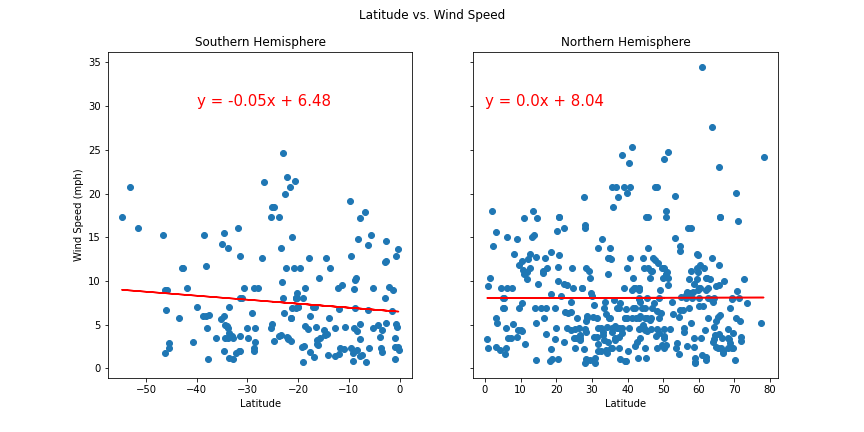 Latitude vs. Wind Speed
Southern Hemisphere
Northern Hemisphere
35
30
25
20
15
10
5
0
Wind Speed (mph)
y = -0.05x + 6.48
y = 0.0x + 8.04
−50
−40
−30
−20
−10
0
Latitude
0
10
20
30
40
50
60
70
80
Latitude